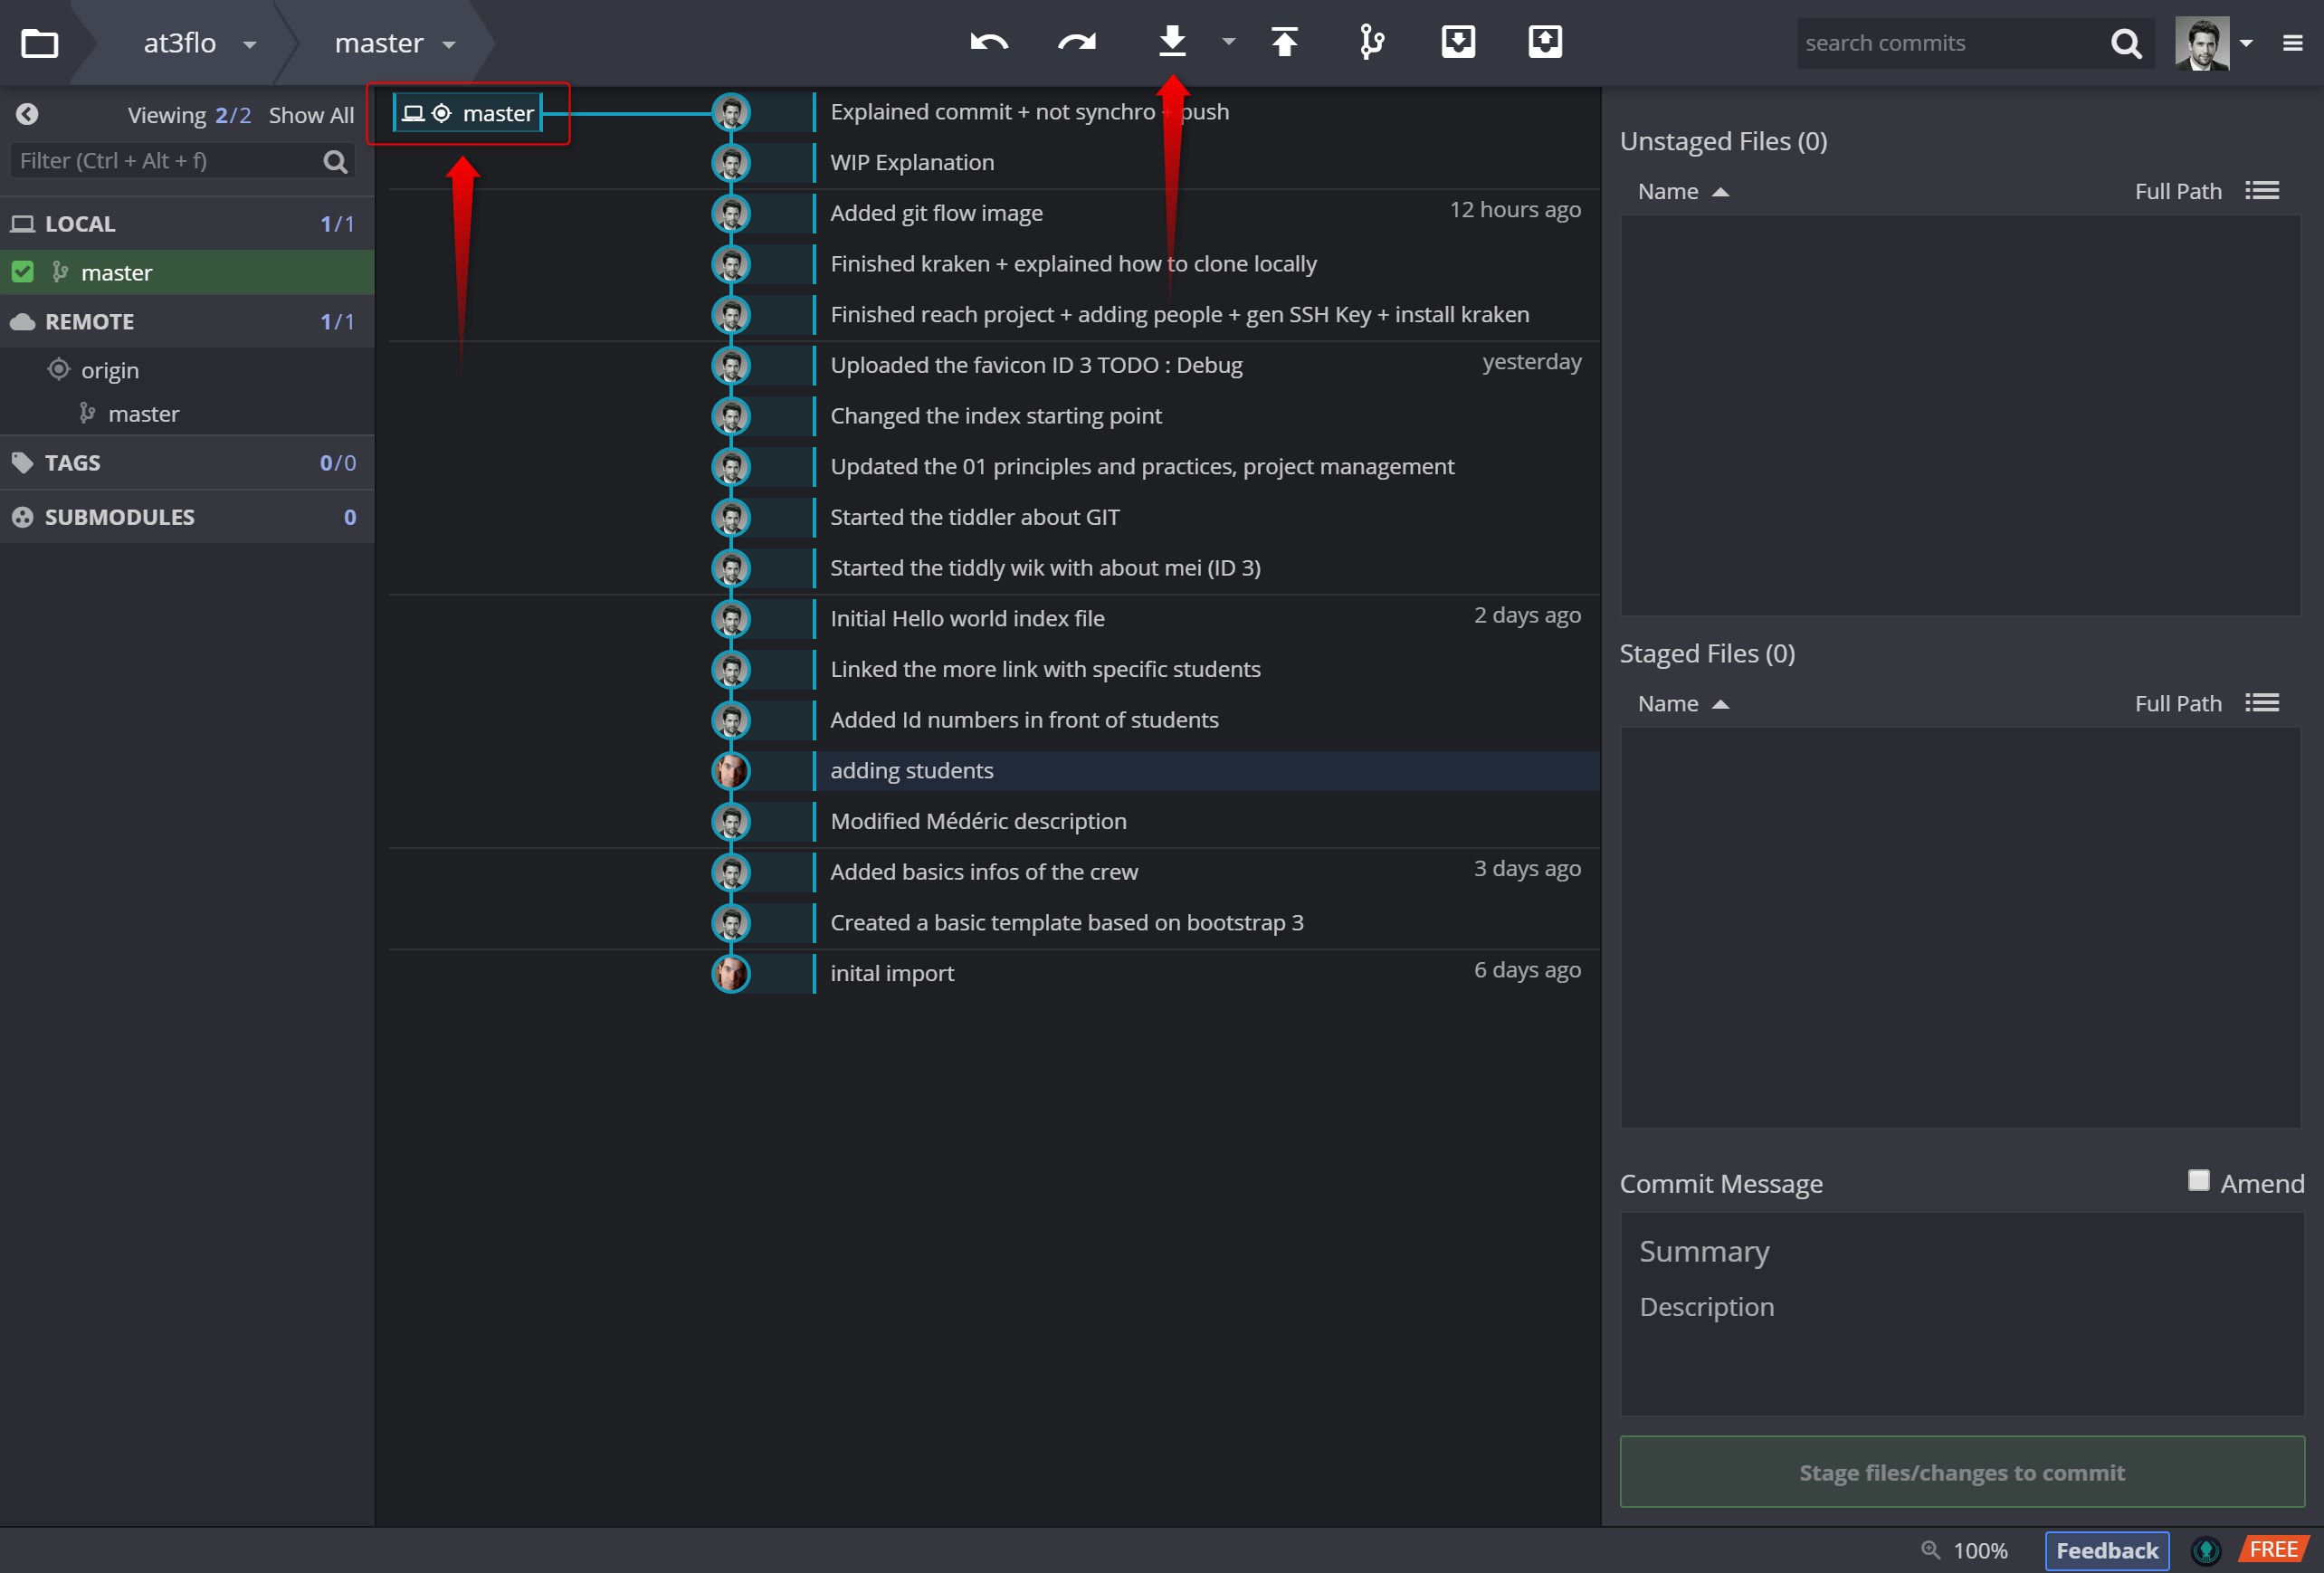 at3flo
master
search commits
Viewing 2/2 Show All
Filter (Ctrl + Alt + f)
LOCAL 1/1
master
REMOTE 1/1
origin
master
TAGS 0/0
SUBMODULES 0
master
Explained commit + not synchro + push
WIP Explanation
Added git flow image 12 hours ago
Finished kraken + explained how to clone locally
Finished reach project + adding people + gen SSH Key + install kraken
Uploaded the favicon ID 3 TODO : Debug yesterday
Changed the index starting point
Updated the 01 principles and practices, project management
Started the tiddler about GIT
Started the tiddly wik with about mei (ID 3)
Initial Hello world index file 2 days ago
Linked the more link with specific students
Added Id numbers in front of students
adding students
Modified Médéric description
Added basics infos of the crew 3 days ago
Created a basic template based on bootstrap 3
inital import 6 days ago
Unstaged Files (0)
Name Full Path
Staged Files (0)
Name Full Path
Commit Message Amend
Summary
Description
Stage files/changes to commit
100% Feedback FREE